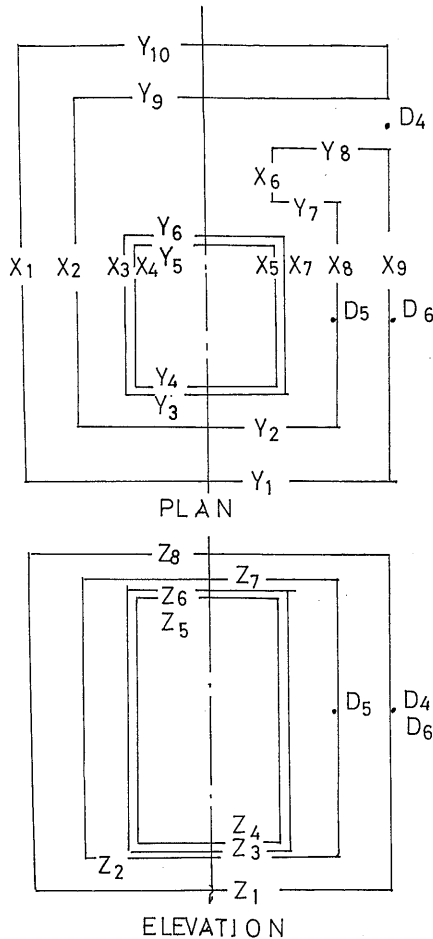 Y10
Y9
D4
Y8
X6
Y7
Y6
X1 X2 X3 X4 Y5 X5 X7 X8 X9
D5 D6
Y4
Y3
Y2
Y1
PLAN
Z8
Z7
Z6
Z5
D5 D4
D6
Z4
Z3
Z2
Z1
ELEVATION